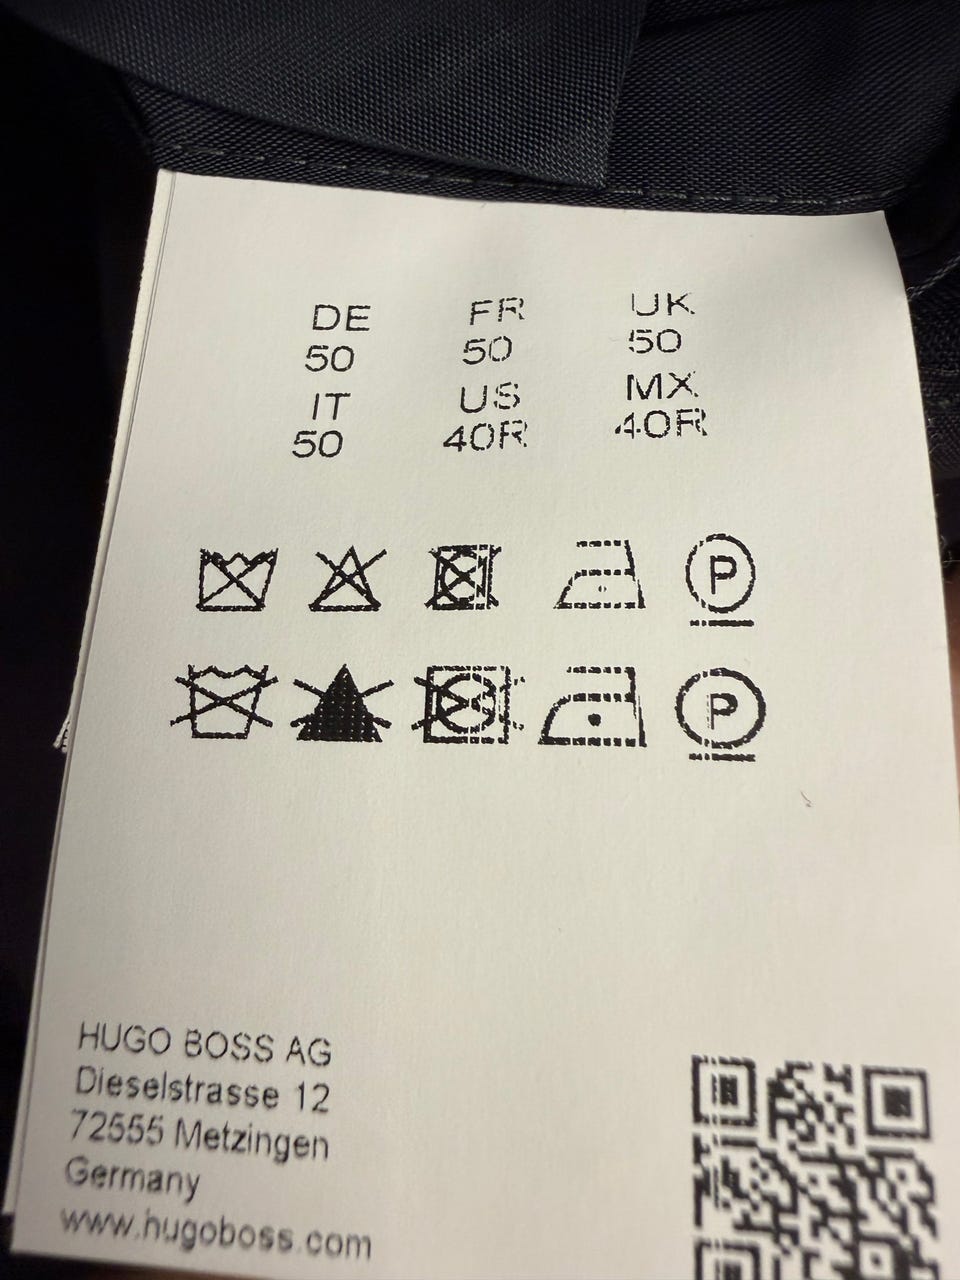 DE FR UK
50 50 50
IT US MX
50 40R 40R
P
P
HUGO BOSS AG
Dieselstrasse 12
72555 Metzingen
Germany
www.hugoboss.com